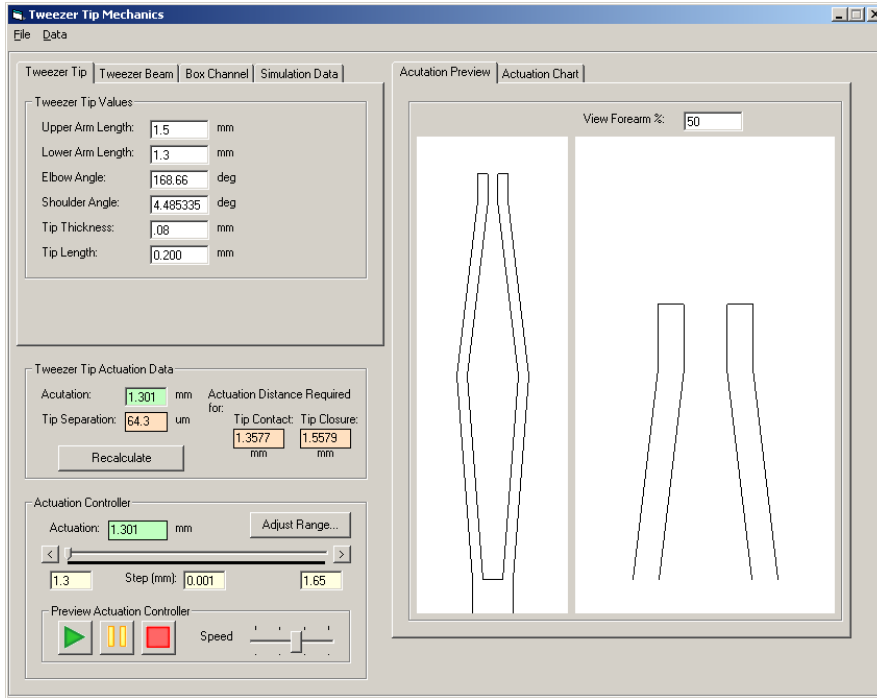 Tweezer Tip Mechanics
File Data
Tweezer Tip Tweezer Beam Box Channel Simulation Data
Tweezer Tip Values
Upper Arm Length: 1.5 mm
Lower Arm Length: 1.3 mm
Elbow Angle: 168.66 deg
Shoulder Angle: 4.485335 deg
Tip Thickness: .08 mm
Tip Length: 0.200 mm
Tweezer Tip Actuation Data
Acutation: 1.301 mm
Tip Separation: 64.3 um
Actuation Distance Required
for:
Tip Contact: Tip Closure:
1.3577 1.5579
mm mm
Recalculate
Actuation Controller
Actuation: 1.301 mm
Adjust Range...
< >
1.3 Step (mm): 0.001 1.65
Preview Actuation Controller
Speed
Acutation Preview Actuation Chart
View Forearm %: 50